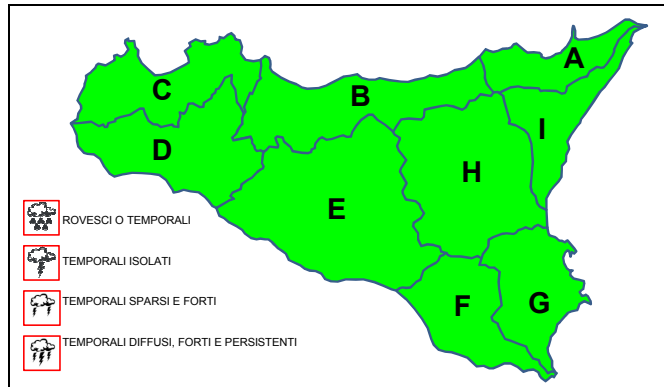 A
C
B
I
D
H
E
G
F
ROVESCI O TEMPORALI
TEMPORALI ISOLATI
TEMPORALI SPARSI E FORTI
TEMPORALI DIFFUSI, FORTI E PERSISTENTI